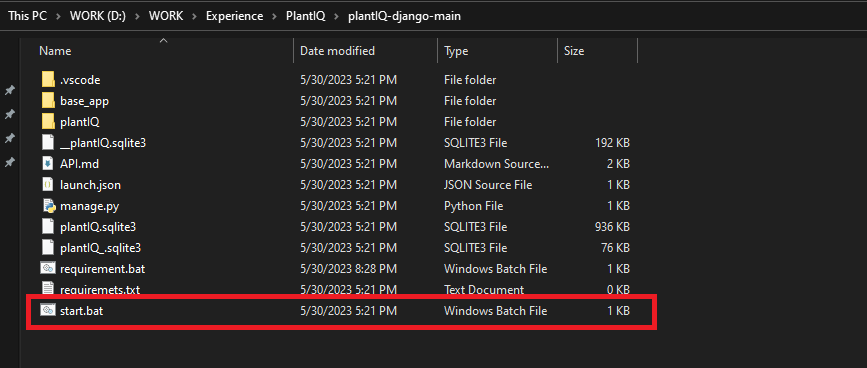 This PC > WORK (D:) > WORK > Experience > PlantIQ > plantIQ-django-main
Name Date modified Type Size
.vscode 5/30/2023 5:21 PM File folder
base_app 5/30/2023 5:21 PM File folder
plantIQ 5/30/2023 5:21 PM File folder
__plantIQ.sqlite3 5/30/2023 5:21 PM SQLITE3 File 192 KB
API.md 5/30/2023 5:21 PM Markdown Source... 2 KB
launch.json 5/30/2023 5:21 PM JSON Source File 1 KB
manage.py 5/30/2023 5:21 PM Python File 1 KB
plantIQ.sqlite3 5/30/2023 5:21 PM SQLITE3 File 936 KB
plantIQ_.sqlite3 5/30/2023 5:21 PM SQLITE3 File 76 KB
requirement.bat 5/30/2023 8:28 PM Windows Batch File 1 KB
requiremets.txt 5/30/2023 5:21 PM Text Document 0 KB
start.bat 5/30/2023 5:21 PM Windows Batch File 1 KB